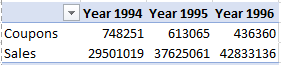 Year 1994 Year 1995 Year 1996
Coupons 748251 613065 436360
Sales 29501019 37625061 42833136